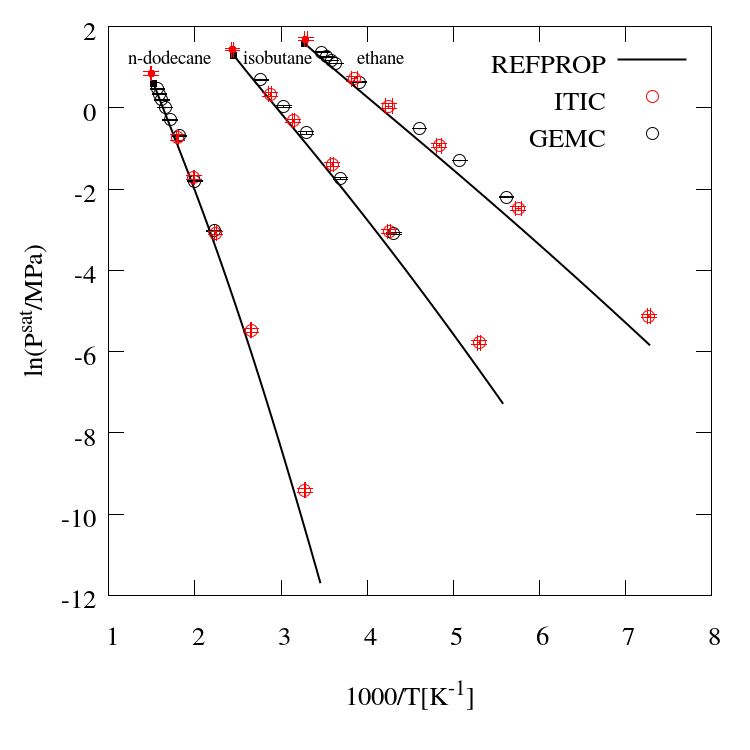 2
n-dodecane isobutane ethane
REFPROP
ITIC
GEMC
0
-2
-4
-6
-8
-10
-12
ln(P^sat/MPa)
1 2 3 4 5 6 7 8
1000/T[K^-1]